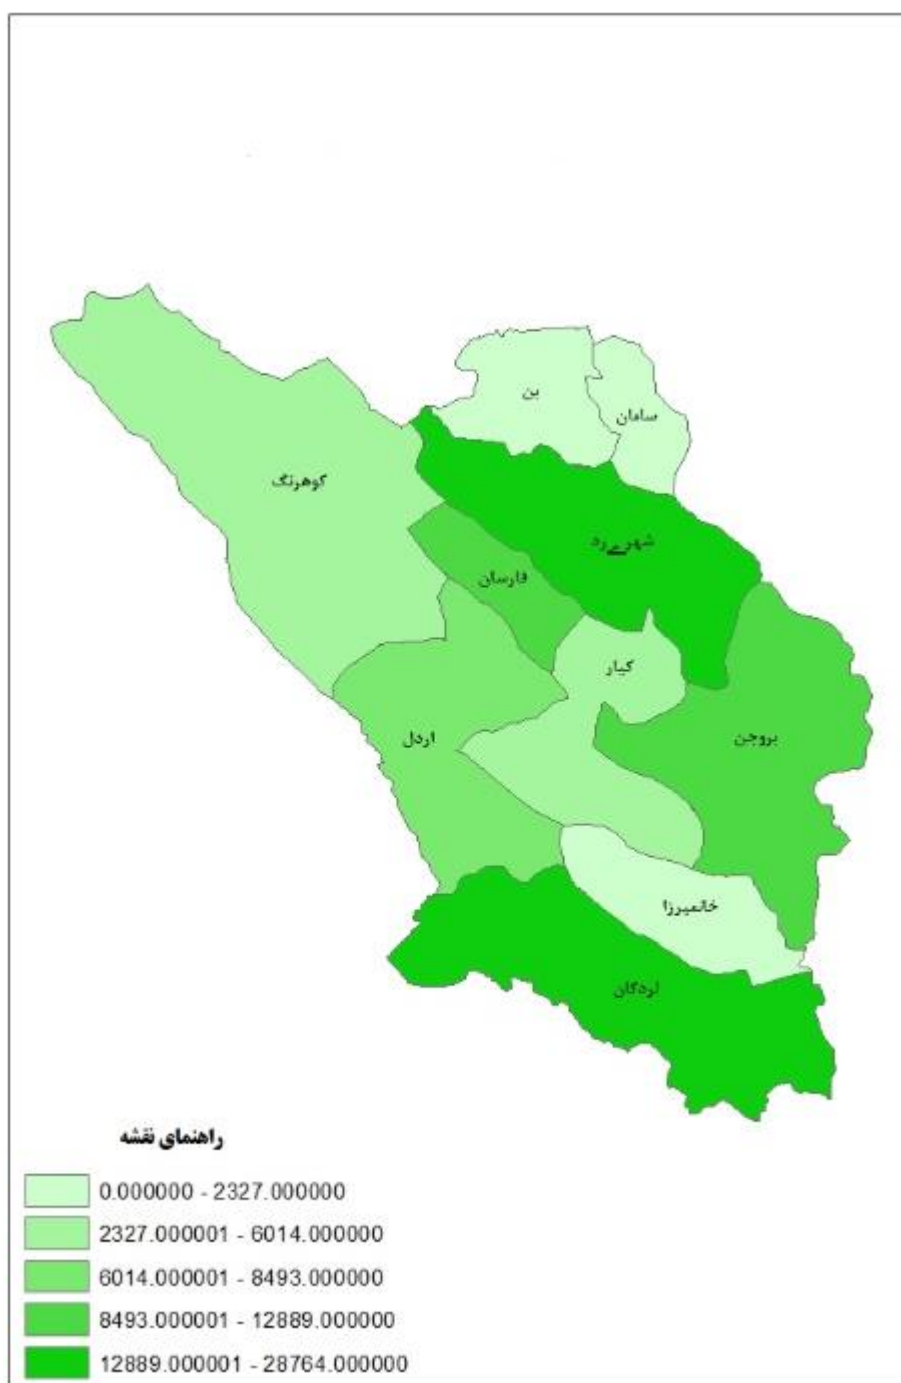 بن
سامان
کوهرنگ
فارسان
کیار
بروجن
اردل
خانمیرزا
لردگان
راهنمای نقشه
0.000000 - 2327.000000
2327.000001 - 6014.000000
6014.000001 - 8493.000000
8493.000001 - 12889.000000
12889.000001 - 28764.000000